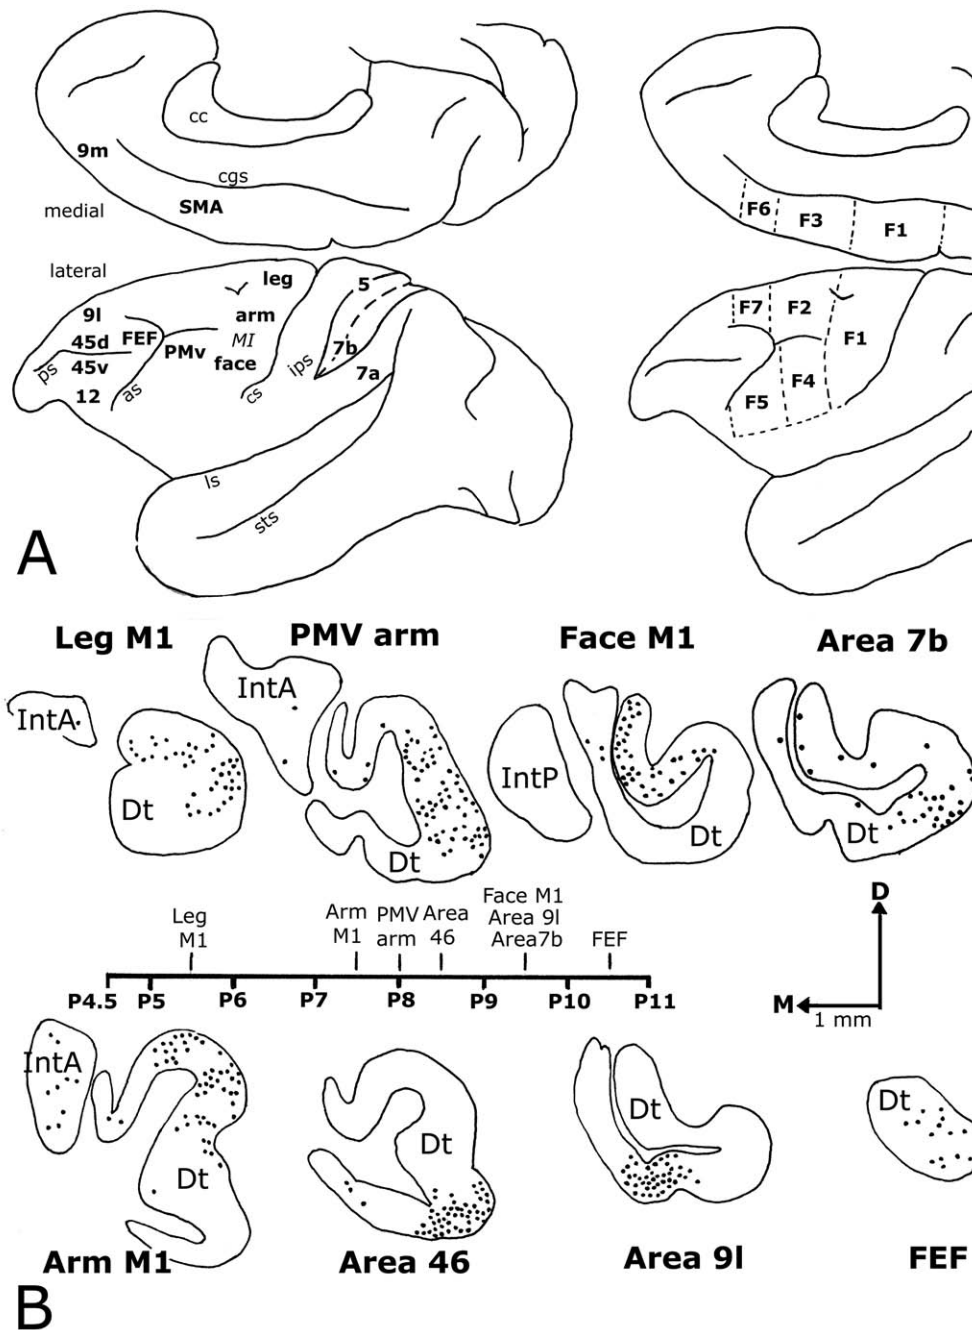 cc
9m
cgs
medial
SMA
F6
F3
F1
lateral
leg
5
9l
arm
F7
F2
45d
FEF
MI
F1
PMv
7b
ps
45v
face
ips
7a
12
as
cs
F4
F5
ls
sts
A
Leg M1
PMV arm
Face M1
Area 7b
IntA
IntA
IntP
Dt
Dt
Dt
Dt
Leg
M1
Arm
M1
PMV
arm
Area
46
Face M1
Area 9l
Area7b
FEF
D
P4.5 P5 P6 P7 P8 P9 P10 P11
M
1 mm
IntA
Dt
Dt
Dt
Dt
Arm M1
Area 46
Area 9l
FEF
B